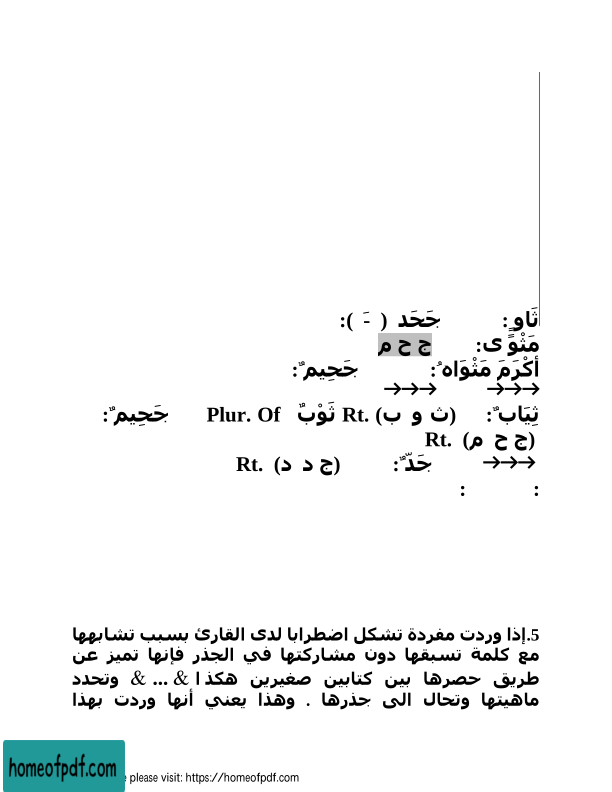 ثَاوٍ: جَحَد ( ـَ ):
مَثْوًى: ج ح م
أَكْرَمَ مَثْوَاهُ: جَحِيمٌ:
→→→ →→→
ثِيَابٌ: (ث و ب) Rt. ثَوْبٌ Plur. Of جَحِيمٌ:
(ج ح م) Rt.
→→→ جَدٌّ: (ج د د) Rt.
: :
5.إذا وردت مفردة تشكل اضطرابا لدى القارئ بسبب تشابهها
مع كلمة تسبقها دون مشاركتها في الجذر فإنها تميز عن
طريق حصرها بين كتابين صغيرين هكذا & ... & وتحدد
ماهيتها وتحال الى جذرها . وهذا يعني أنها وردت بهذا
homeofpdf.com
please visit: https://homeofpdf.com